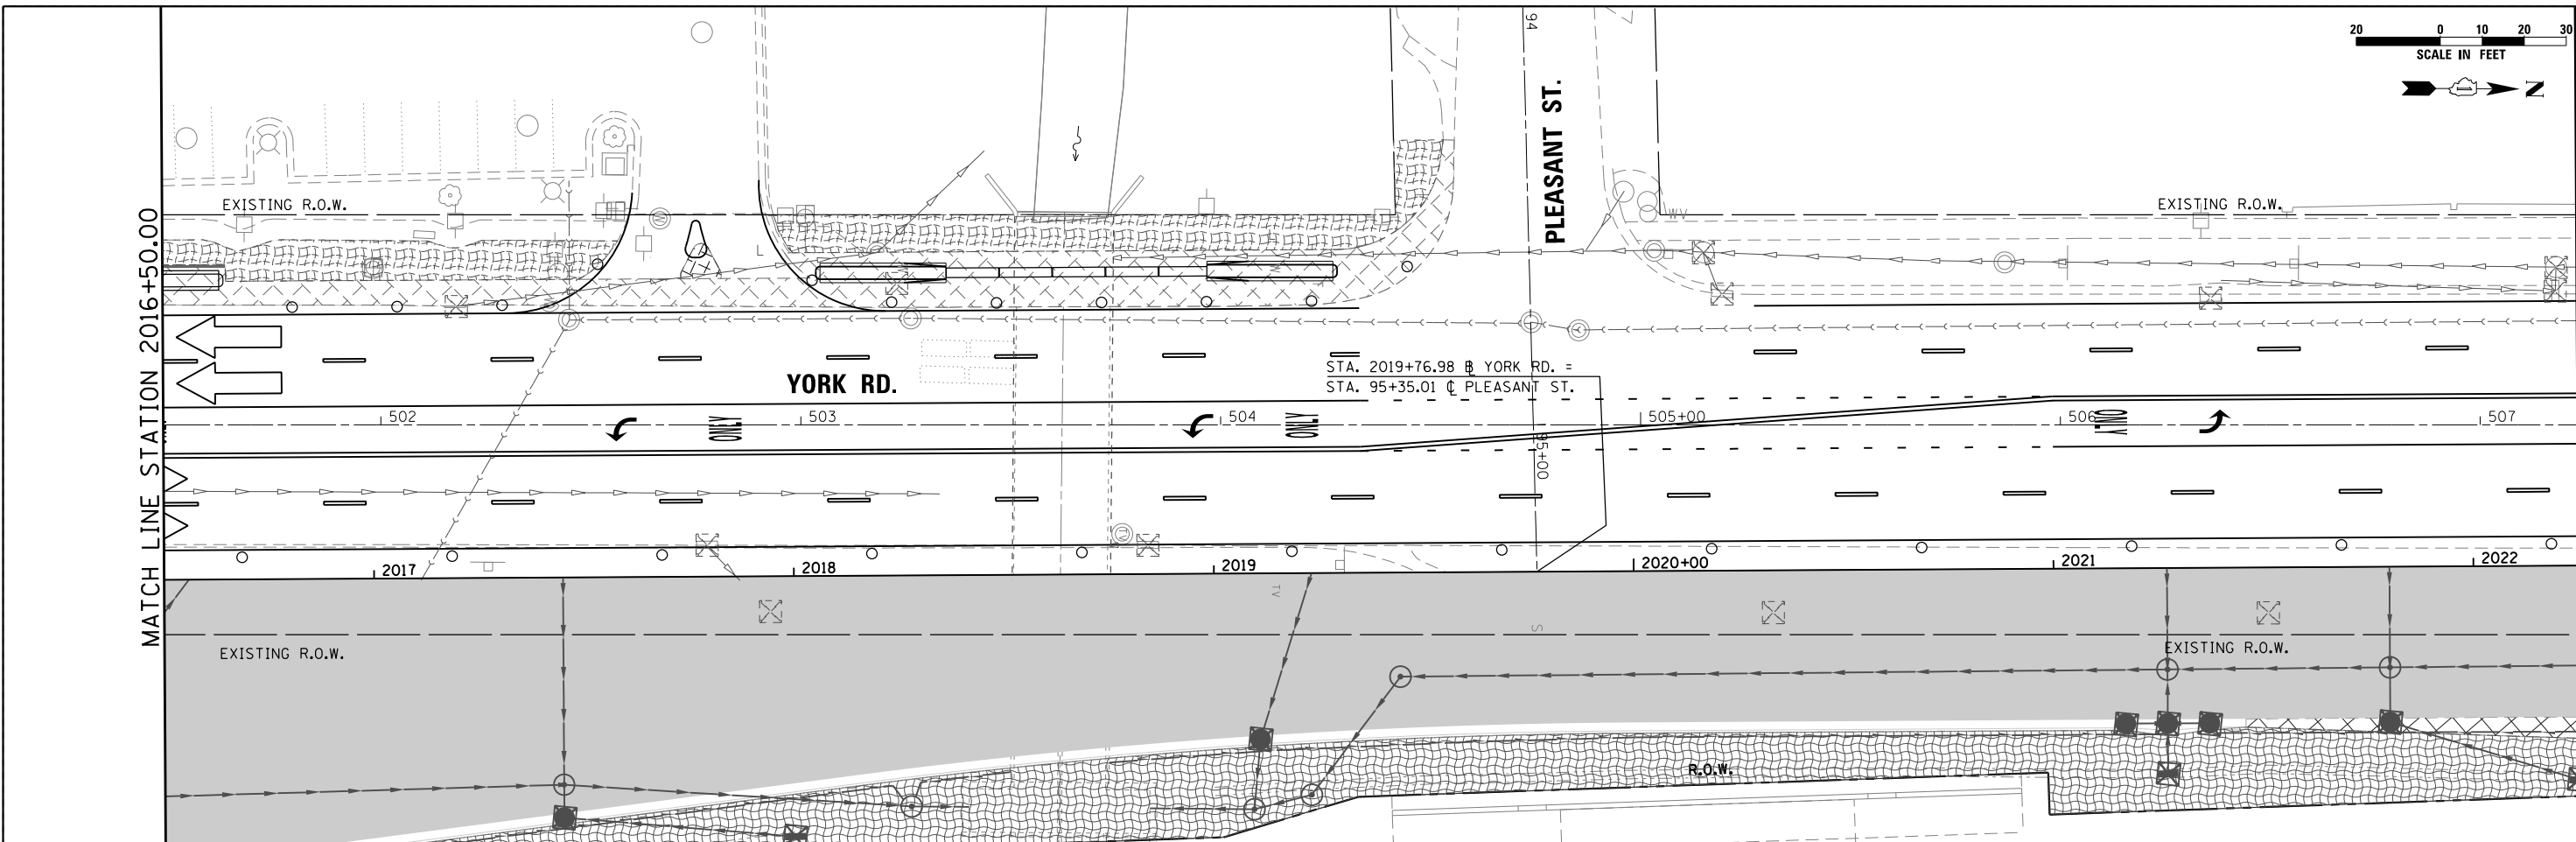 MATCH LINE STATION 2016+50.00
20 0 10 20 30
SCALE IN FEET
N
94
PLEASANT ST.
EXISTING R.O.W.
EXISTING R.O.W.
WV
STA. 2019+76.98 ℄ YORK RD. =
STA. 95+35.01 ℄ PLEASANT ST.
YORK RD.
502
503
504
505+00
506
507
ONLY
ONLY
ONLY
95+00
2017
2018
2019
2020+00
2021
2022
TV
S
EXISTING R.O.W.
EXISTING R.O.W.
R.O.W.